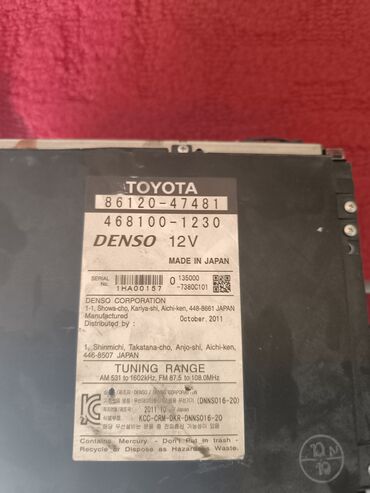 TOYOTA
86120-47481
468100-1230
DENSO 12V
MADE IN JAPAN
SERIAL No. 1HA00157 0 135000 -7380C101
DENSO CORPORATION
1-1, Showa-cho, Kariya-shi, Aichi-ken, 448-8661 JAPAN
Manufactured October, 2011
Distributed by :
1, Shinmichi, Takatana-cho, Anjo-shi, Aichi-ken,
446-8507 JAPAN
TUNING RANGE
AM 531 to 1602kHz, FM 87.5 to 108.0MHz
(DNNS016-20)
2011.10 / Japan
KCC-CRM-DKR-DNNS016-20
Contains Mercury - Don't Put in trash -
Recycle or Dispose as Hazardous Waste.